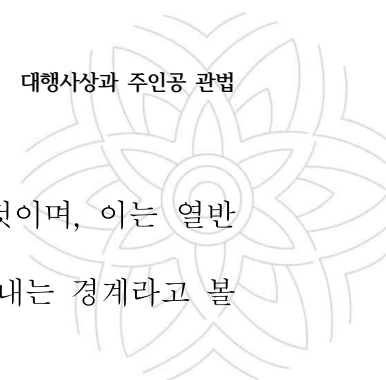 대행사상과 주인공 관법
것이며, 이는 열반
내는 경계라고 볼